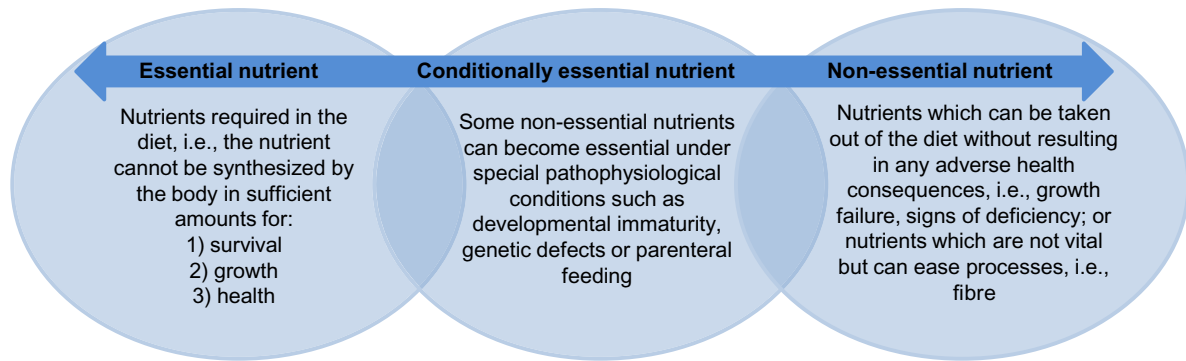 Essential nutrient
Nutrients required in the
diet, i.e., the nutrient
cannot be synthesized by
the body in sufficient
amounts for:
1) survival
2) growth
3) health
Conditionally essential nutrient
Some non-essential nutrients
can become essential under
special pathophysiological
conditions such as
developmental immaturity,
genetic defects or parenteral
feeding
Non-essential nutrient
Nutrients which can be taken
out of the diet without resulting
in any adverse health
consequences, i.e., growth
failure, signs of deficiency; or
nutrients which are not vital
but can ease processes, i.e.,
fibre